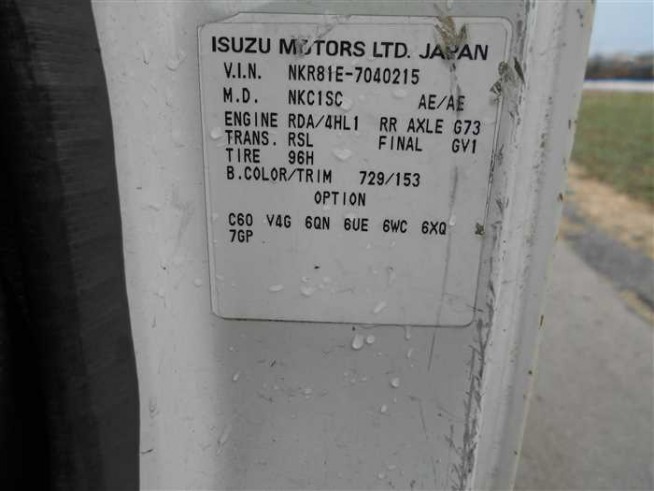 ISUZU MOTORS LTD. JAPAN
V.I.N. NKR81E-7040215
M.D. NKC1SC AE/AE
ENGINE RDA/4HL1 RR AXLE G73
TRANS. RSL FINAL GV1
TIRE 96H
B.COLOR/TRIM 729/153
OPTION
C60 V4G 6QN 6UE 6WC 6XQ
7GP